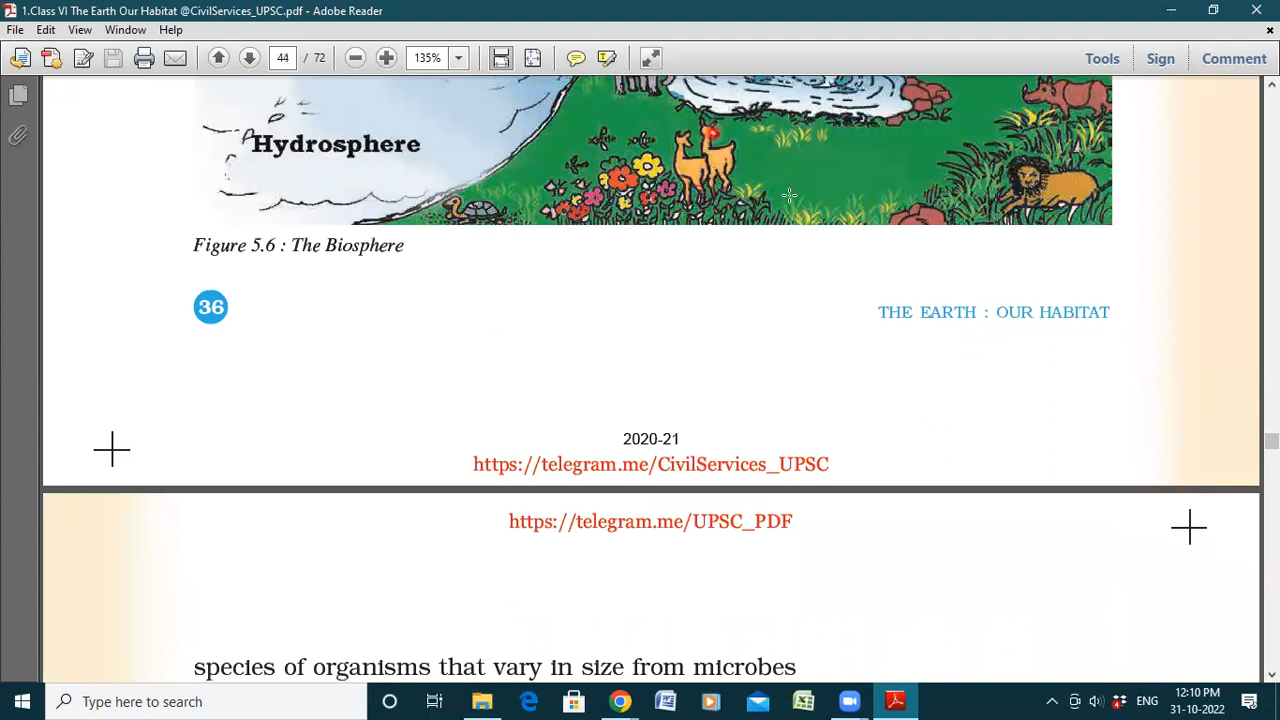 1.Class VI The Earth Our Habitat @CivilServices_UPSC.pdf - Adobe Reader
File Edit View Window Help
44 / 72 135% Tools Sign Comment
Hydrosphere
Figure 5.6 : The Biosphere
36
THE EARTH : OUR HABITAT
2020-21
https://telegram.me/CivilServices_UPSC
https://telegram.me/UPSC_PDF
species of organisms that vary in size from microbes
Type here to search
ENG
12:10 PM
31-10-2022